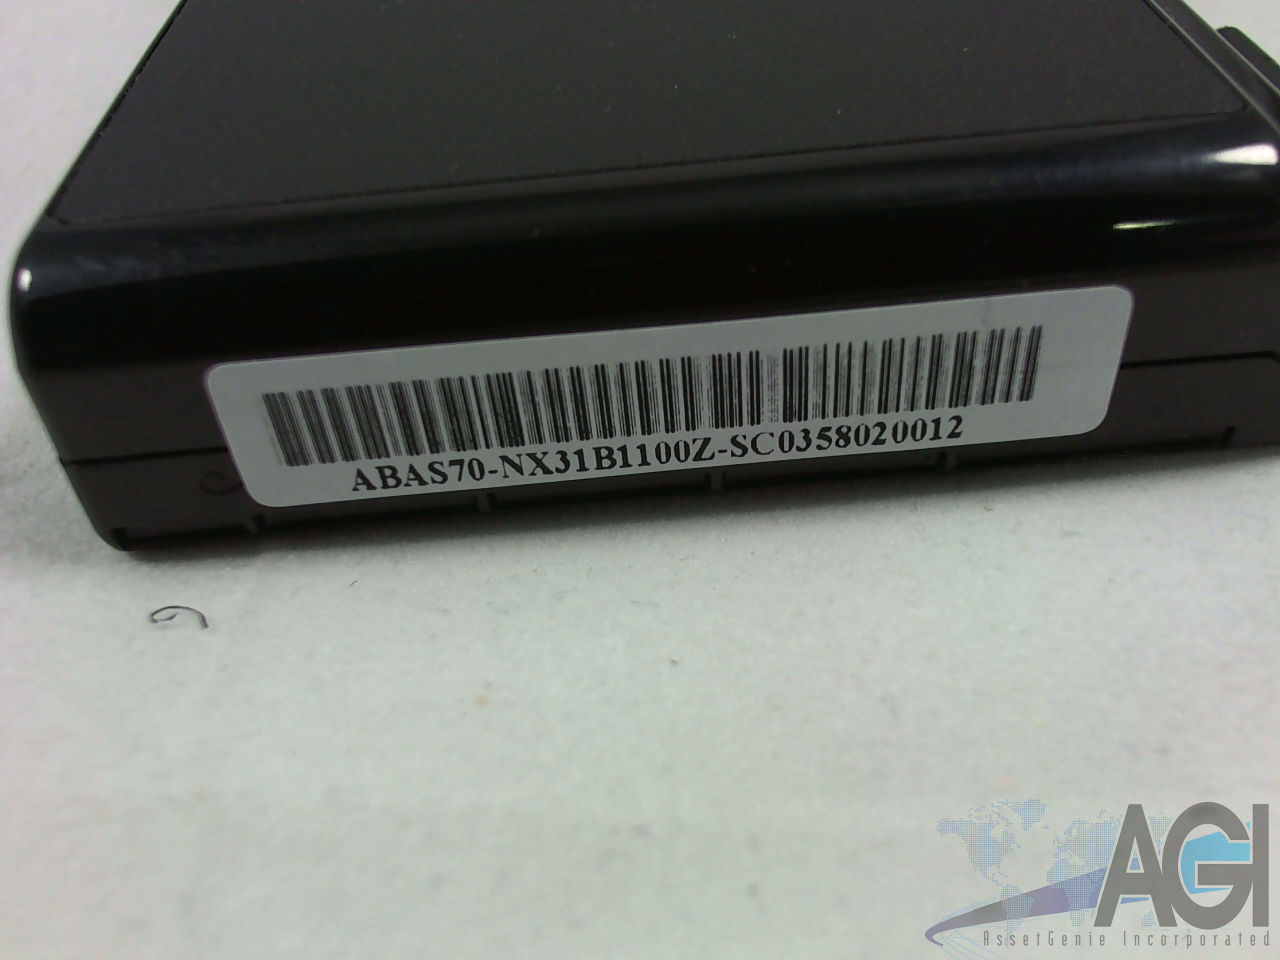 ABAS70-NX31B1100Z-SC0358020012
AGI
AssetGenie Incorporated